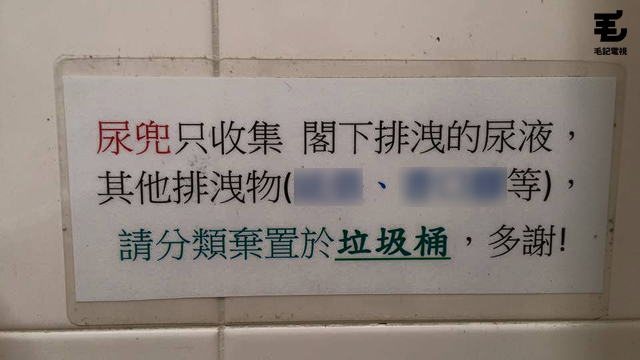 毛記電視
尿兜只收集 閣下排洩的尿液，
其他排洩物(、等)，
請分類棄置於垃圾桶，多謝!